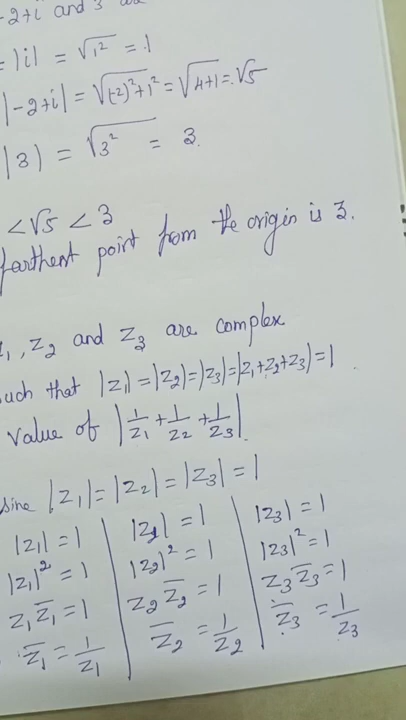 -2+i and 3 are
= |i| = √1² = 1
|-2+i| = √(-2)²+1² = √4+1 = √5
|3) = √3² = 3.
< √5 < 3
farthest point from the origin is 3.
z₁, z₂ and z₃ are complex
such that |z₁| = |z₂| = |z₃| = |z₁+z₂+z₃| = 1
value of |1/z₁ + 1/z₂ + 1/z₃|
|z₁| = |z₂| = |z₃| = 1
|z₁| = 1 |z₂| = 1 |z₃| = 1
|z₁|² = 1 |z₂|² = 1 |z₃|² = 1
z₁z̄₁ = 1 z₂z̄₂ = 1 z₃z̄₃ = 1
z̄₁ = 1/z₁ z̄₂ = 1/z₂ z̄₃ = 1/z₃